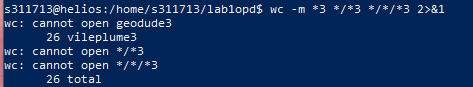 s311713@helios:/home/s311713/lab1opd$ wc -m *3 */*3 */*/*3 2>&1
wc: cannot open geodude3
      26 vileplume3
wc: cannot open */*3
wc: cannot open */*/*3
      26 total